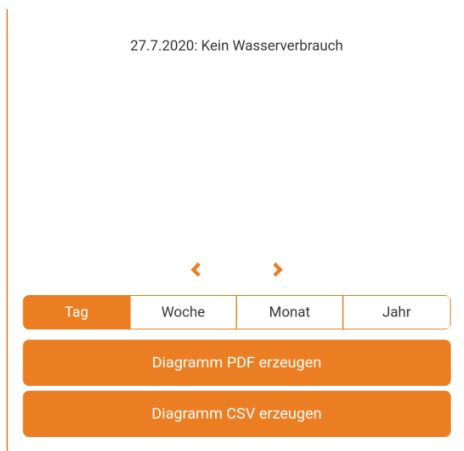 27.7.2020: Kein Wasserverbrauch
Tag Woche Monat Jahr
Diagramm PDF erzeugen
Diagramm CSV erzeugen